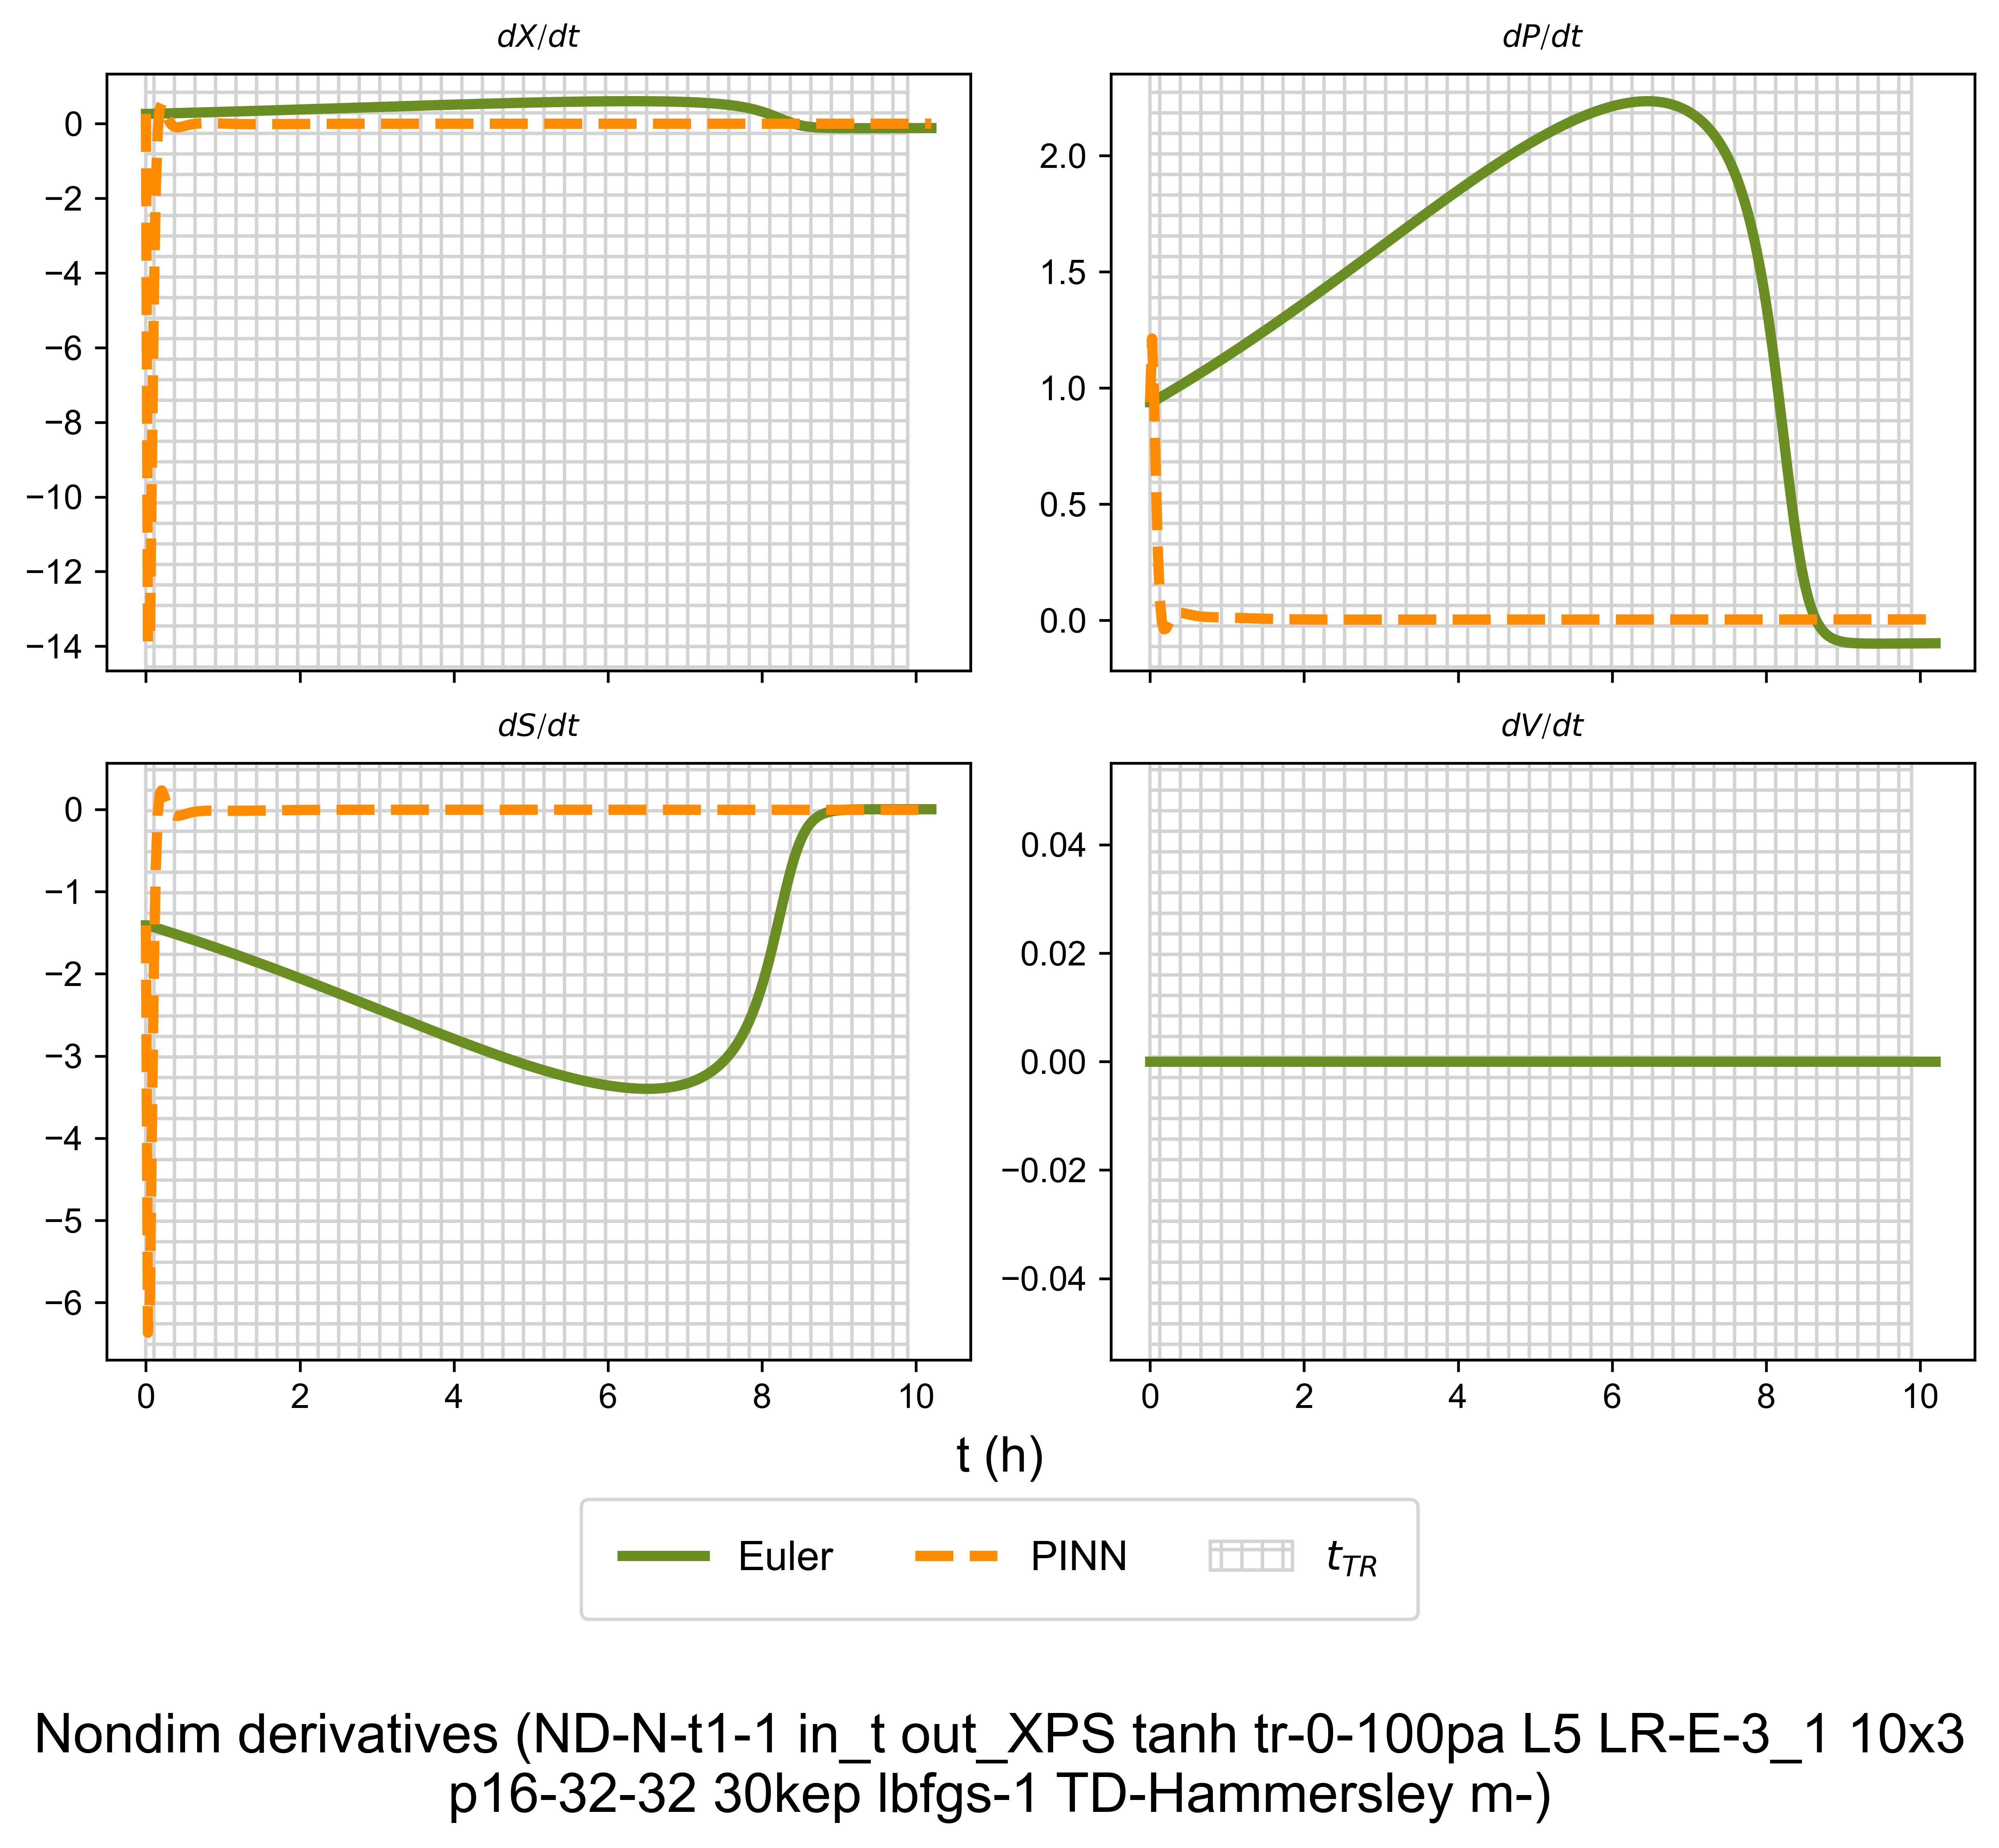 dX/dt
dP/dt
0
−2
−4
−6
−8
−10
−12
−14
2.0
1.5
1.0
0.5
0.0
dS/dt
dV/dt
0
−1
−2
−3
−4
−5
−6
0.04
0.02
0.00
−0.02
−0.04
0 2 4 6 8 10
0 2 4 6 8 10
t (h)
Euler PINN t_TR
Nondim derivatives (ND-N-t1-1 in_t out_XPS tanh tr-0-100pa L5 LR-E-3_1 10x3
p16-32-32 30kep lbfgs-1 TD-Hammersley m-)